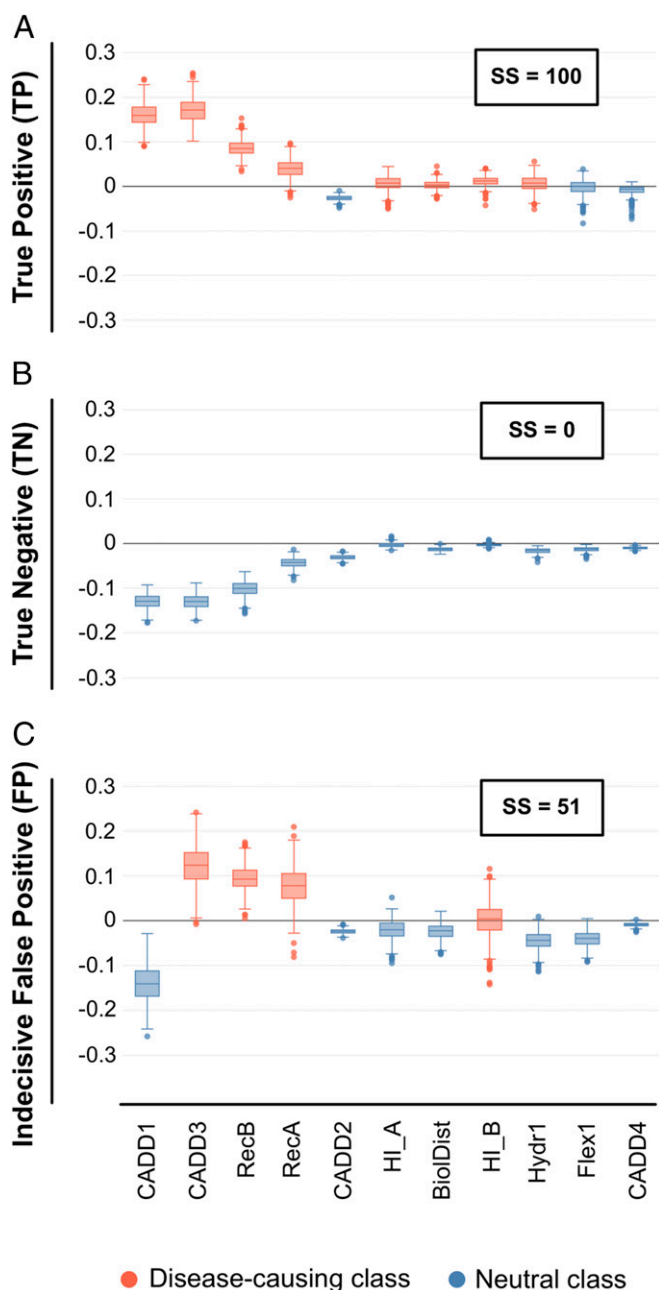 A
True Positive (TP)
0.3
0.2
0.1
0
-0.1
-0.2
-0.3
SS = 100
B
True Negative (TN)
0.3
0.2
0.1
0
-0.1
-0.2
-0.3
SS = 0
C
Indecisive False Positive (FP)
0.3
0.2
0.1
0
-0.1
-0.2
-0.3
SS = 51
CADD1
CADD3
RecB
RecA
CADD2
HI_A
BiolDist
HI_B
Hydr1
Flex1
CADD4
Disease-causing class
Neutral class